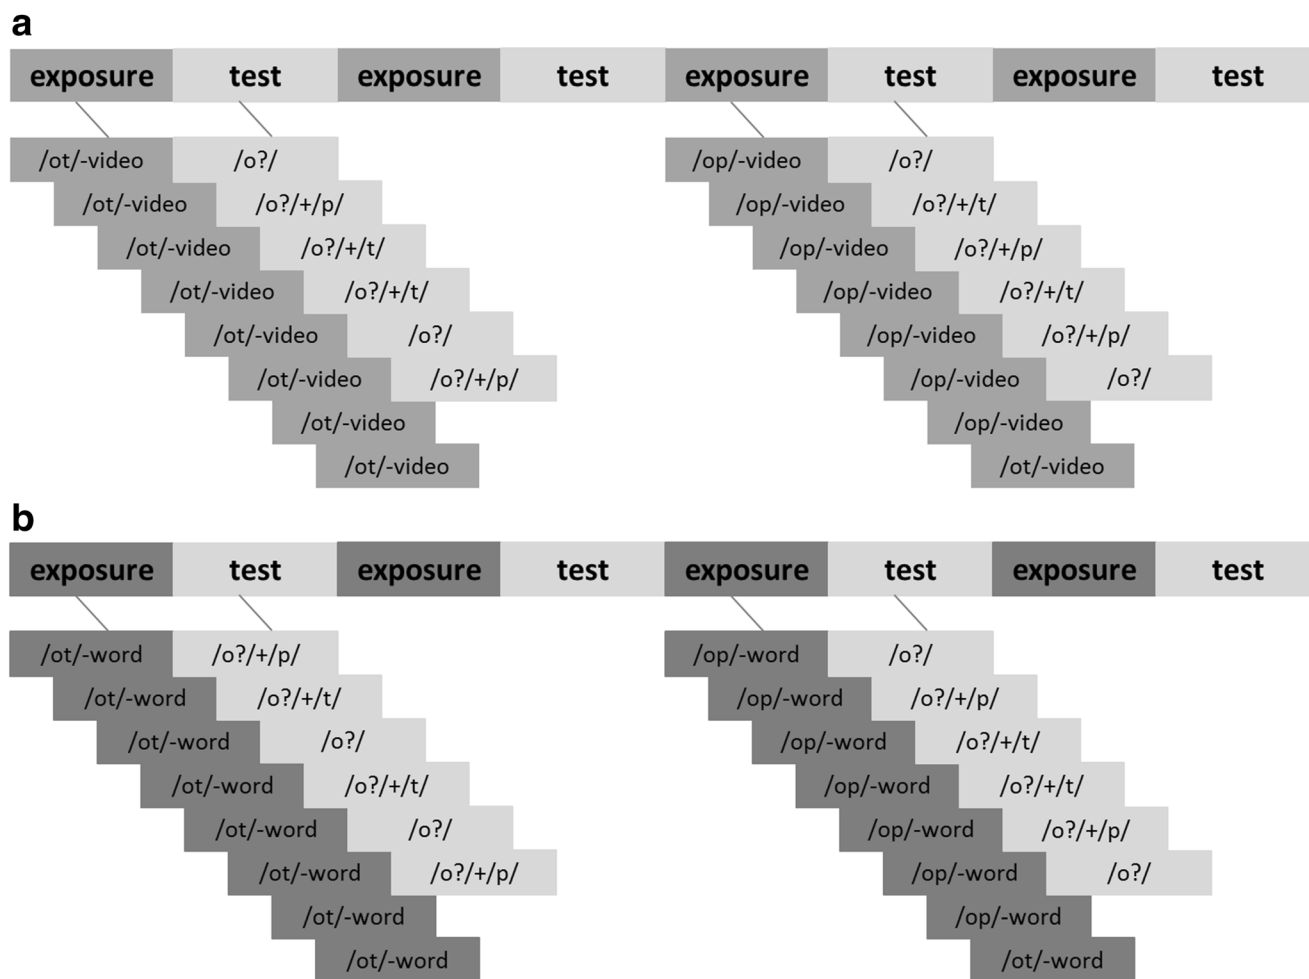 a
exposure test exposure test exposure test exposure test
/ot/-video /o?/ /op/-video /o?/
/ot/-video /o?/+/p/ /op/-video /o?/+/t/
/ot/-video /o?/+/t/ /op/-video /o?/+/p/
/ot/-video /o?/+/t/ /op/-video /o?/+/t/
/ot/-video /o?/ /op/-video /o?/+/p/
/ot/-video /o?/+/p/ /op/-video /o?/
/ot/-video /op/-video
/ot/-video /ot/-video
b
exposure test exposure test exposure test exposure test
/ot/-word /o?/+/p/ /op/-word /o?/
/ot/-word /o?/+/t/ /op/-word /o?/+/p/
/ot/-word /o?/ /op/-word /o?/+/t/
/ot/-word /o?/+/t/ /op/-word /o?/+/t/
/ot/-word /o?/ /op/-word /o?/+/p/
/ot/-word /o?/+/p/ /op/-word /o?/
/ot/-word /op/-word
/ot/-word /ot/-word